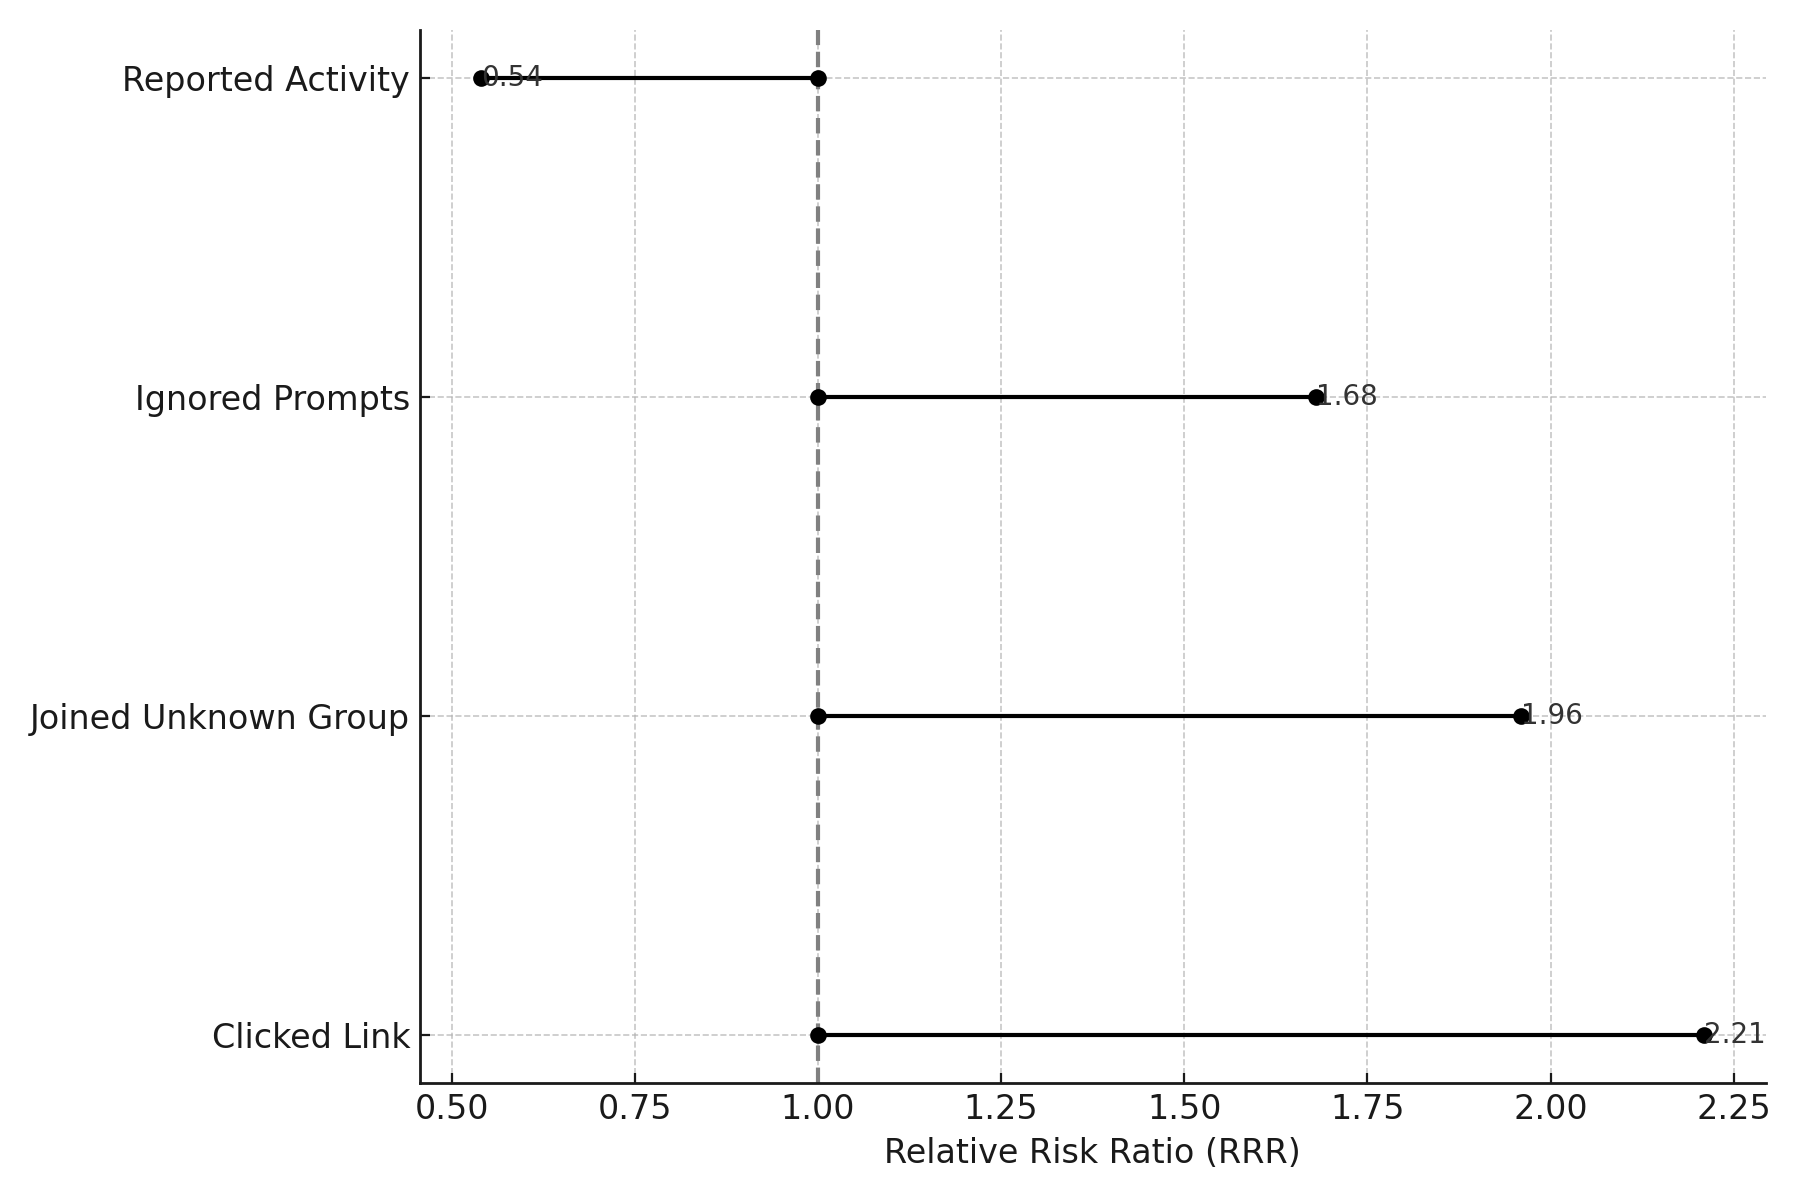 Reported Activity
0.54
Ignored Prompts
1.68
Joined Unknown Group
1.96
Clicked Link
2.21
0.50 0.75 1.00 1.25 1.50 1.75 2.00 2.25
Relative Risk Ratio (RRR)